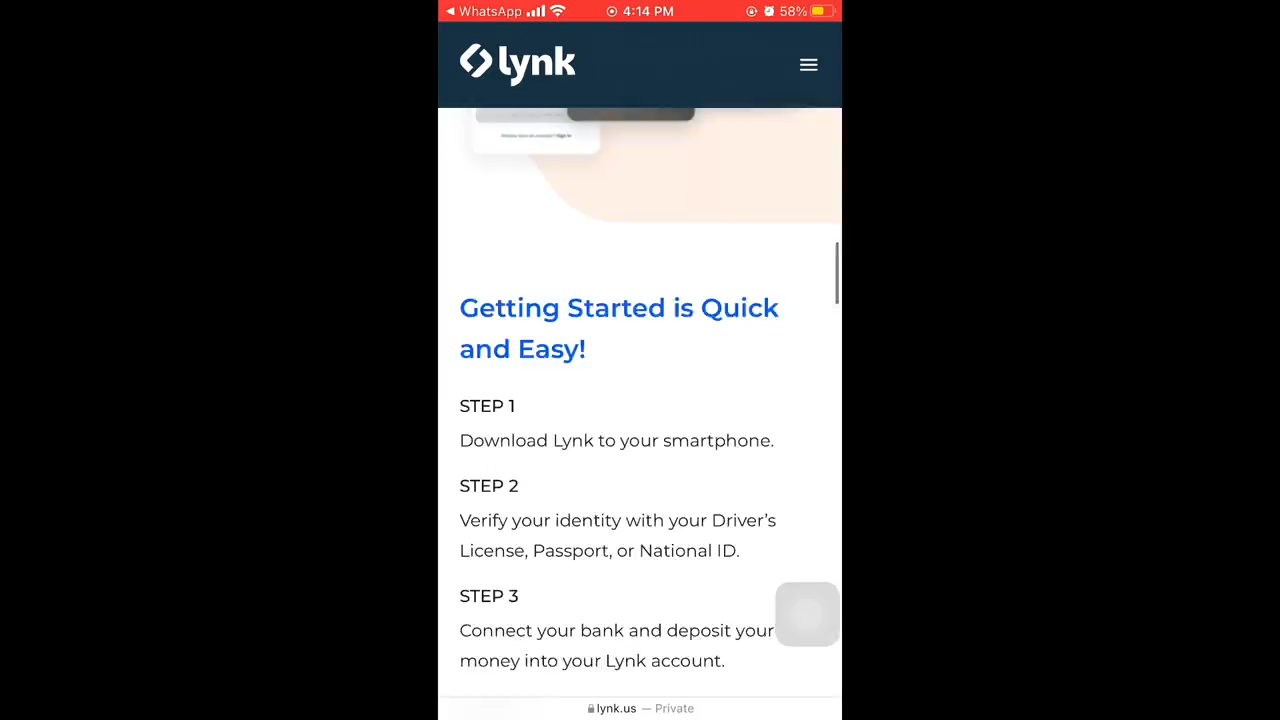 WhatsApp 4:14 PM 58%
lynk
Getting Started is Quick
and Easy!
STEP 1
Download Lynk to your smartphone.
STEP 2
Verify your identity with your Driver’s
License, Passport, or National ID.
STEP 3
Connect your bank and deposit your
money into your Lynk account.
lynk.us — Private